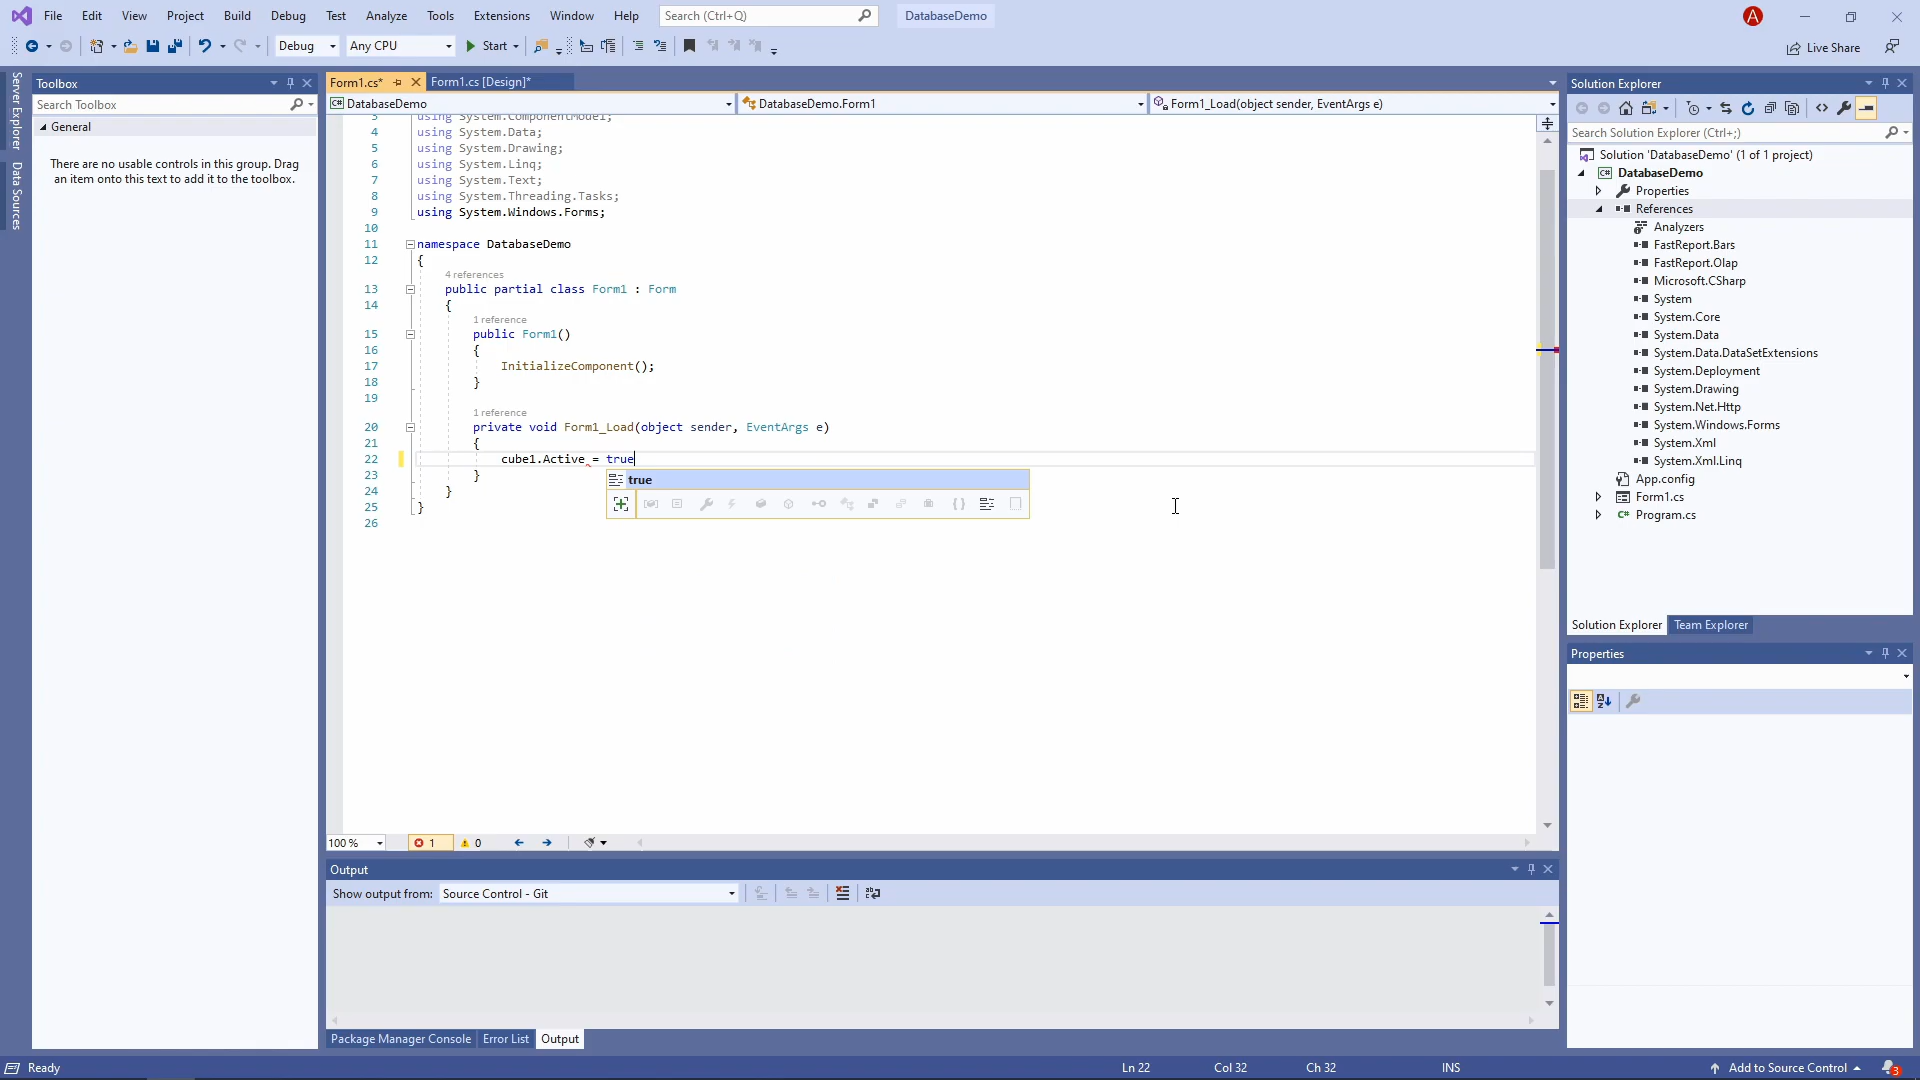 File Edit View Project Build Debug Test Analyze Tools Extensions Window Help Search (Ctrl+Q) DatabaseDemo A
Debug Any CPU Start Live Share
Server Explorer
Data Sources
Toolbox
Search Toolbox
General
There are no usable controls in this group. Drag
an item onto this text to add it to the toolbox.
Form1.cs* Form1.cs [Design]*
DatabaseDemo DatabaseDemo.Form1 Form1_Load(object sender, EventArgs e)
3 using System.ComponentModel;
4 using System.Data;
5 using System.Drawing;
6 using System.Linq;
7 using System.Text;
8 using System.Threading.Tasks;
9 using System.Windows.Forms;
10
11 namespace DatabaseDemo
12 {
4 references
13 public partial class Form1 : Form
14 {
1 reference
15 public Form1()
16 {
17 InitializeComponent();
18 }
19
1 reference
20 private void Form1_Load(object sender, EventArgs e)
21 {
22 cube1.Active = true
23 }
24 }
25 }
26
true
100 % 1 0
Output
Show output from: Source Control - Git
Package Manager Console Error List Output
Solution Explorer
Search Solution Explorer (Ctrl+;)
Solution 'DatabaseDemo' (1 of 1 project)
DatabaseDemo
Properties
References
Analyzers
FastReport.Bars
FastReport.Olap
Microsoft.CSharp
System
System.Core
System.Data
System.Data.DataSetExtensions
System.Deployment
System.Drawing
System.Net.Http
System.Windows.Forms
System.Xml
System.Xml.Linq
App.config
Form1.cs
Program.cs
Solution Explorer Team Explorer
Properties
Ready Ln 22 Col 32 Ch 32 INS Add to Source Control 3